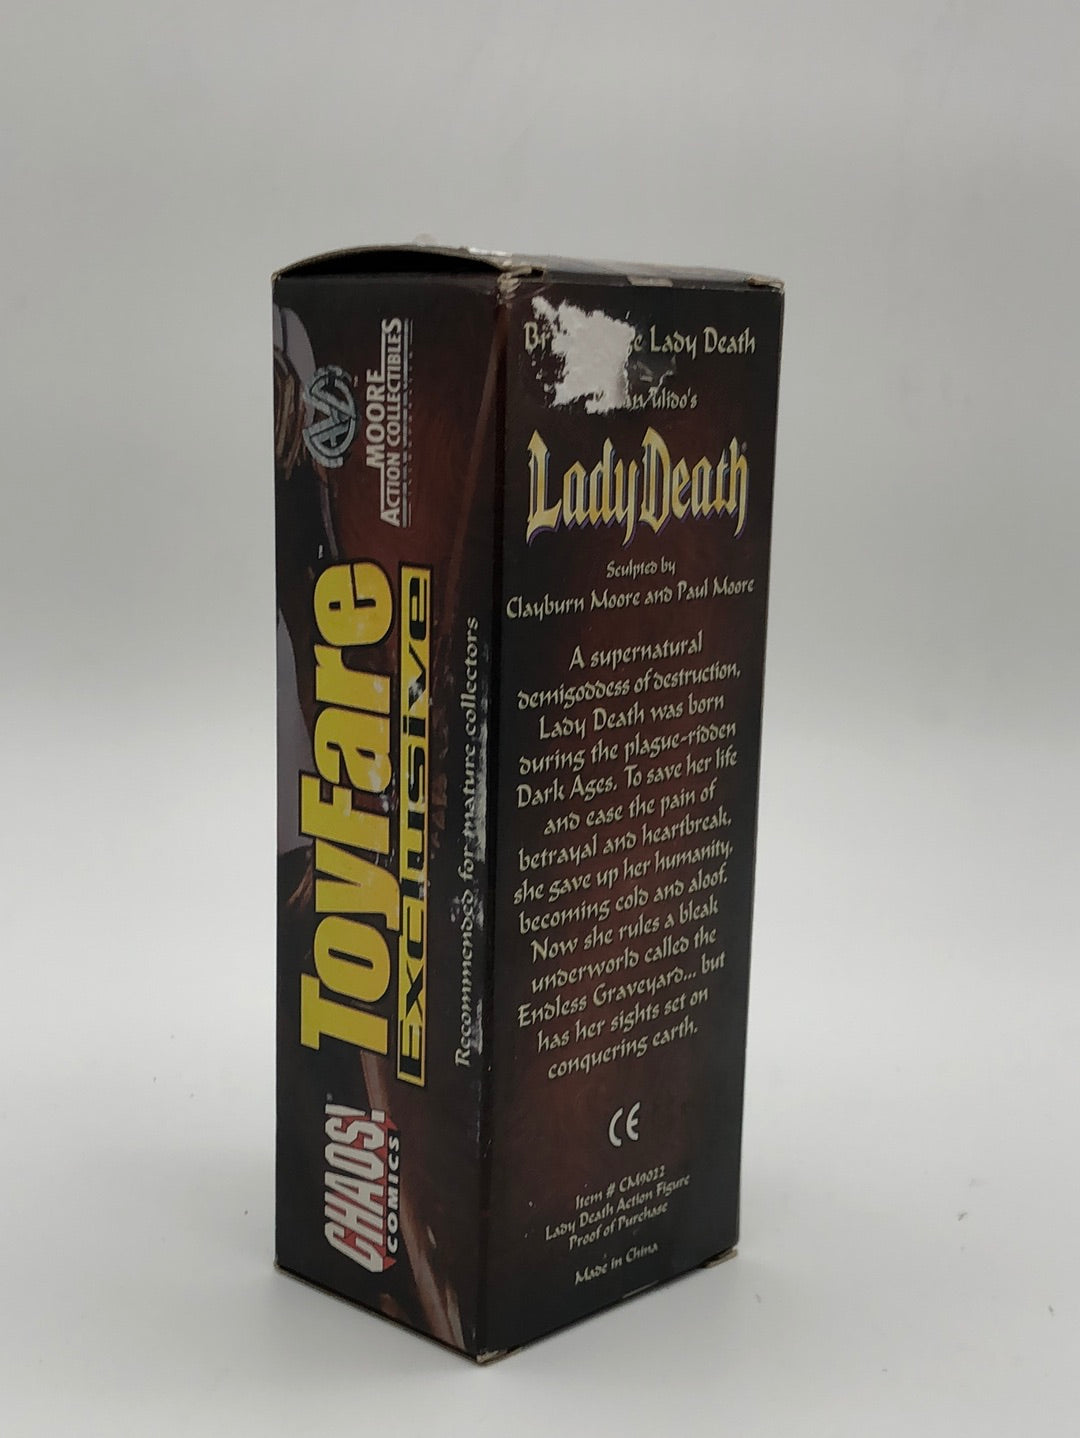 MOORE
ACTION COLLECTIBLES
ToyFare
EXCLUSIVE
Recommended for mature collectors
CHAOS!
COMICS
Lady Death
Lady Death
Sculpted by
Clayburn Moore and Paul Moore
A supernatural
demigoddess of destruction,
Lady Death was born
during the plague-ridden
Dark Ages. To save her life
and ease the pain of
betrayal and heartbreak,
she gave up her humanity,
becoming cold and aloof.
Now she rules a bleak
underworld called the
Endless Graveyard... but
has her sights set on
conquering earth.
CE
Item # CM9022
Lady Death Action Figure
Proof of Purchase
Made in China